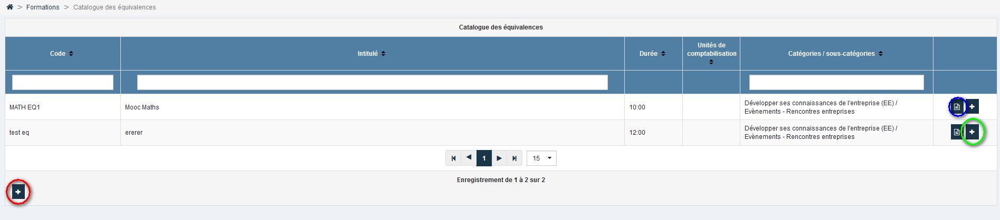 > Formations > Catalogue des équivalences
Catalogue des équivalences
Code Intitulé Durée Unités de comptabilisation Catégories / sous-catégories
MATH EQ1 Mooc Maths 10:00 Développer ses connaissances de l'entreprise (EE) /
Evènements - Rencontres entreprises
test eq ererer 12:00 Développer ses connaissances de l'entreprise (EE) /
Evènements - Rencontres entreprises
1 15
Enregistrement de 1 à 2 sur 2